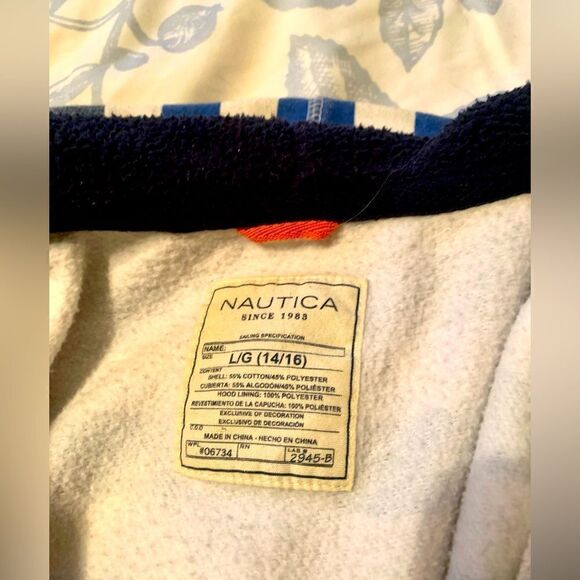 NAUTICA
SINCE 1983
SAILING SPECIFICATION
NAME:
SIZE L/G (14/16)
CONTENT
SHELL: 55% COTTON/45% POLYESTER
CUBIERTA: 55% ALGODÓN/45% POLIÉSTER
HOOD LINING: 100% POLYESTER
REVESTIMIENTO DE LA CAPUCHA: 100% POLIÉSTER
EXCLUSIVE OF DECORATION
EXCLUSIVO DE DECORACIÓN
C.O.O
MADE IN CHINA - HECHO EN CHINA
WPL #06734 RN LAB # 2945-B